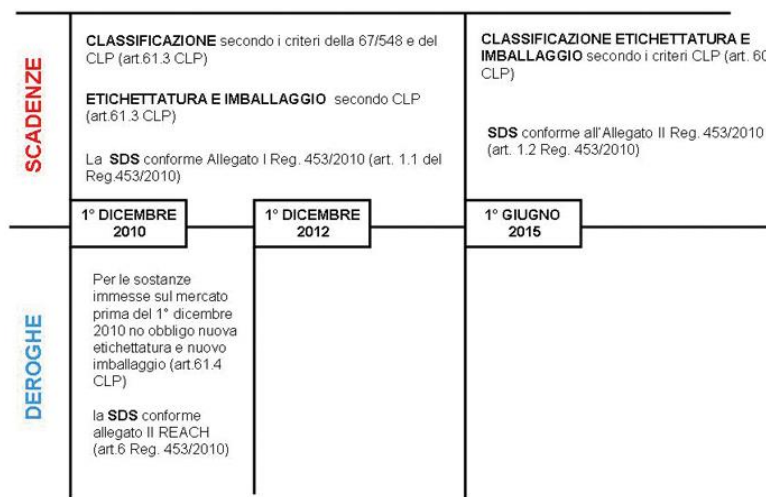 SCADENZE
CLASSIFICAZIONE secondo i criteri della 67/548 e del
CLP (art.61.3 CLP)
ETICHETTATURA E IMBALLAGGIO secondo CLP
(art.61.3 CLP)
La SDS conforme Allegato I Reg. 453/2010 (art. 1.1 del
Reg.453/2010)
CLASSIFICAZIONE ETICHETTATURA E
IMBALLAGGIO secondo i criteri CLP (art. 60
CLP)
SDS conforme all'Allegato II Reg. 453/2010
(art. 1.2 Reg. 453/2010)
1° DICEMBRE
2010
1° DICEMBRE
2012
1° GIUGNO
2015
DEROGHE
Per le sostanze
immesse sul mercato
prima del 1° dicembre
2010 no obbligo nuova
etichettatura e nuovo
imballaggio (art.61.4
CLP)
la SDS conforme
allegato II REACH
(art.6 Reg. 453/2010)